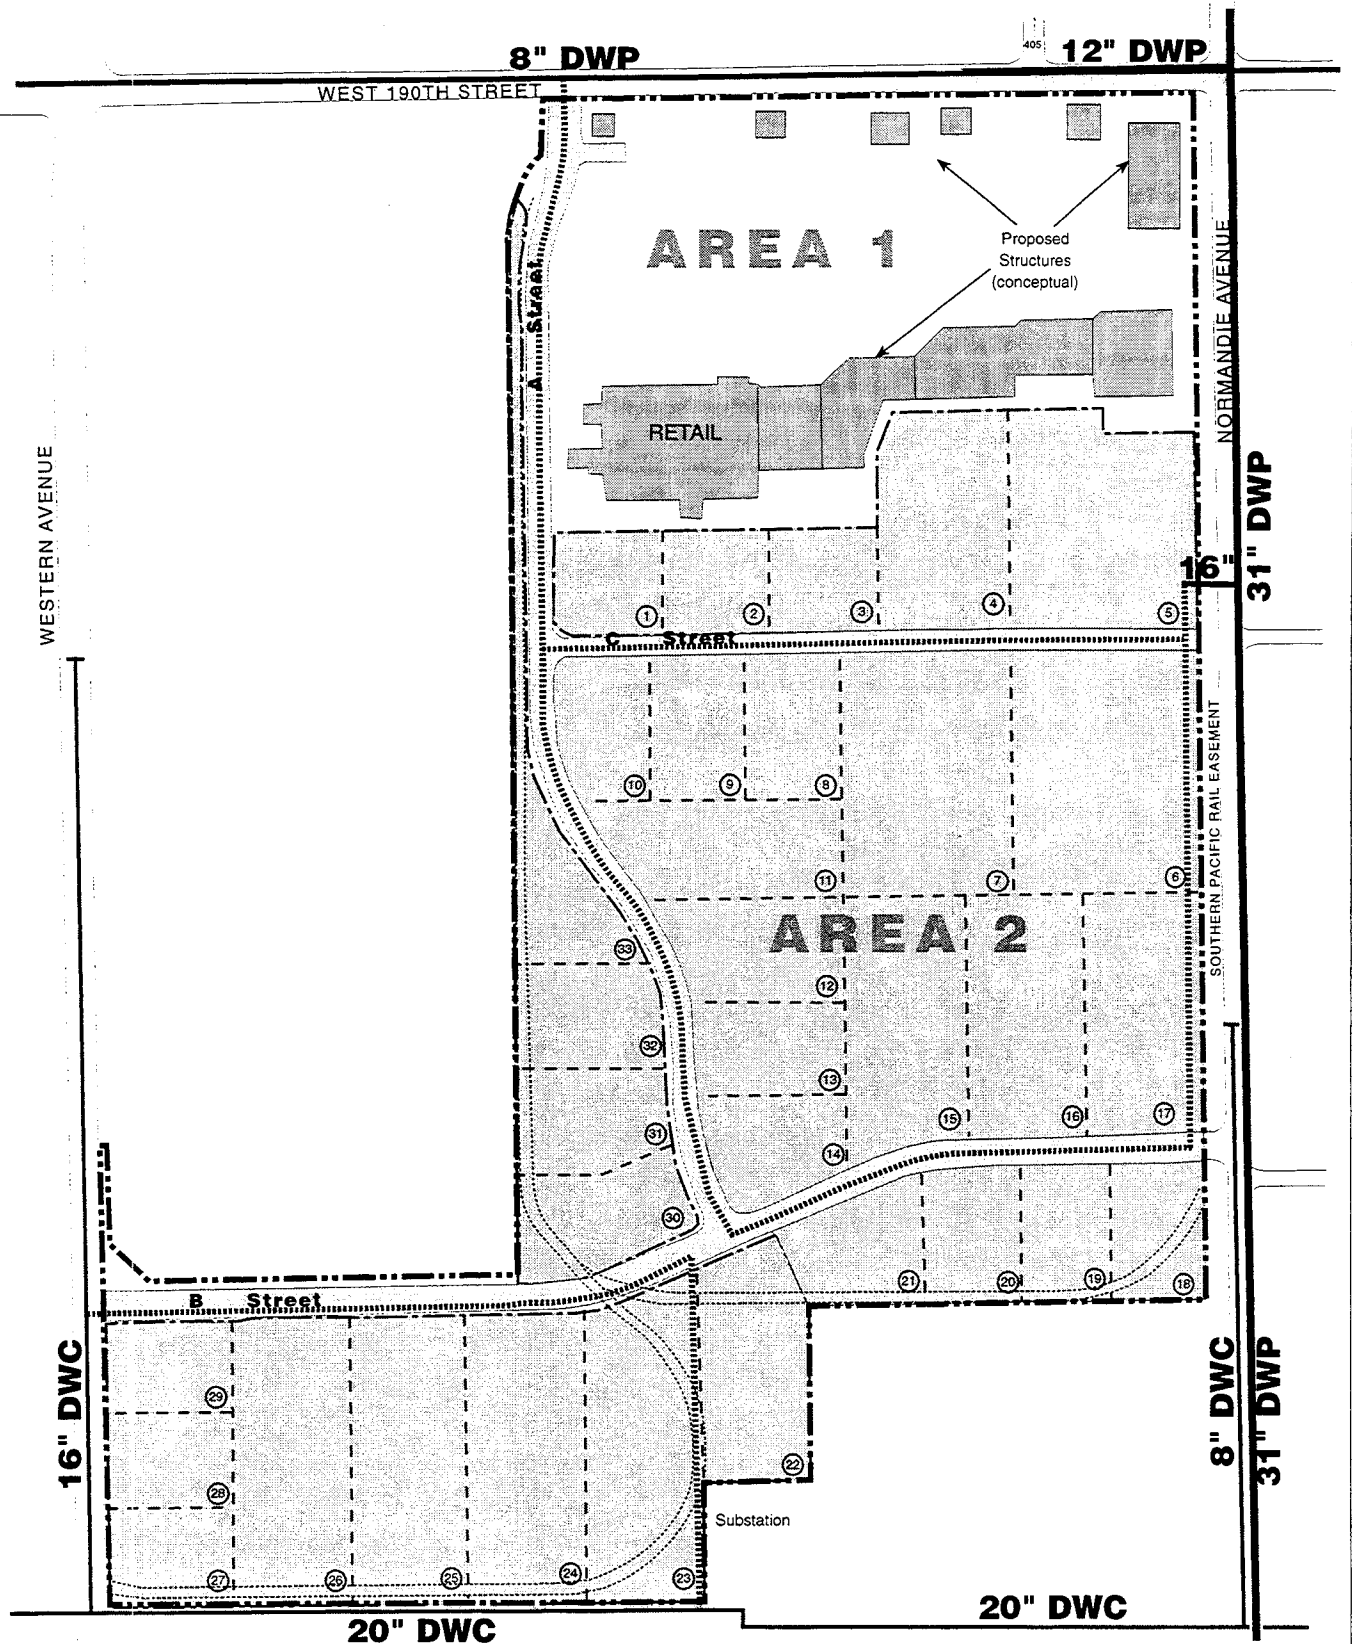 405
8" DWP
12" DWP
WEST 190TH STREET
AREA 1
Proposed
Structures
(conceptual)
A Street
NORMANDIE AVENUE
RETAIL
WESTERN AVENUE
31" DWP
16"
1
2
3
4
5
C Street
10
9
8
11
7
6
SOUTHERN PACIFIC RAIL EASEMENT
AREA 2
33
12
32
13
31
15
16
17
14
30
21
20
19
18
B Street
16" DWC
8" DWC
31" DWP
29
22
28
Substation
27
26
25
24
23
20" DWC
20" DWC